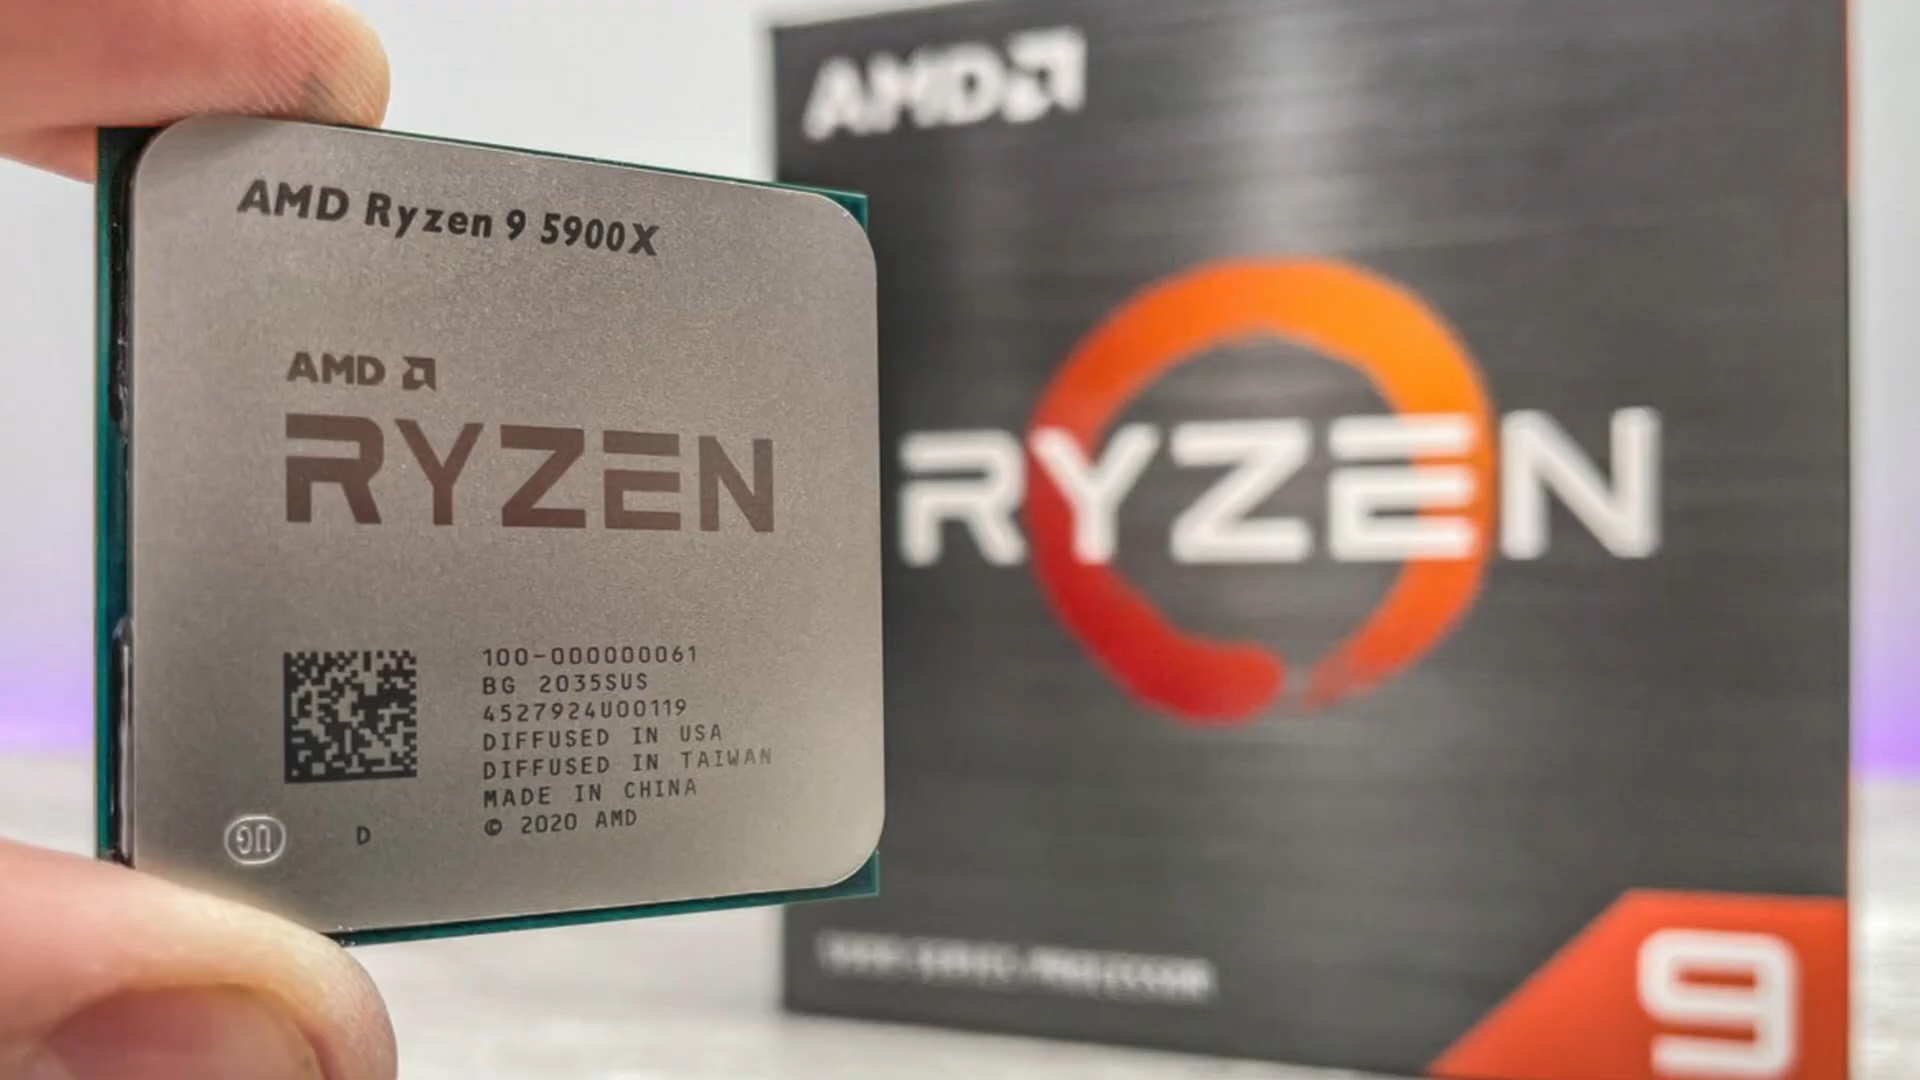 AMD Ryzen 9 5900X
AMD
RYZEN
100-000000061
BG 2035SUS
4527924U00119
DIFFUSED IN USA
DIFFUSED IN TAIWAN
MADE IN CHINA
© 2020 AMD
UG
D
AMD
RYZEN
9